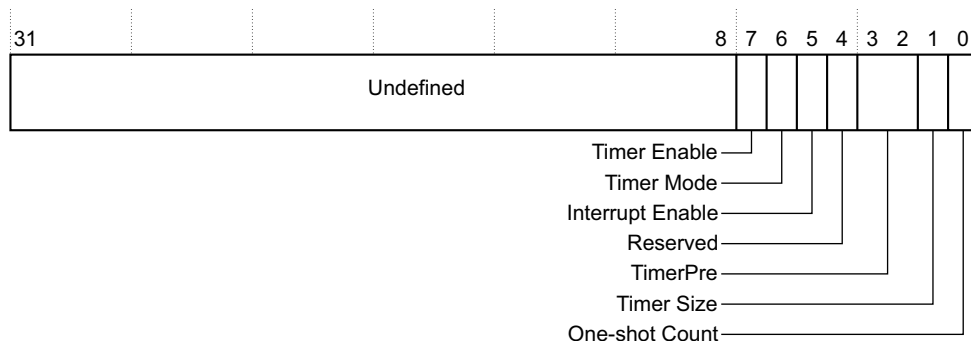 31 8 7 6 5 4 3 2 1 0
Undefined
Timer Enable
Timer Mode
Interrupt Enable
Reserved
TimerPre
Timer Size
One-shot Count